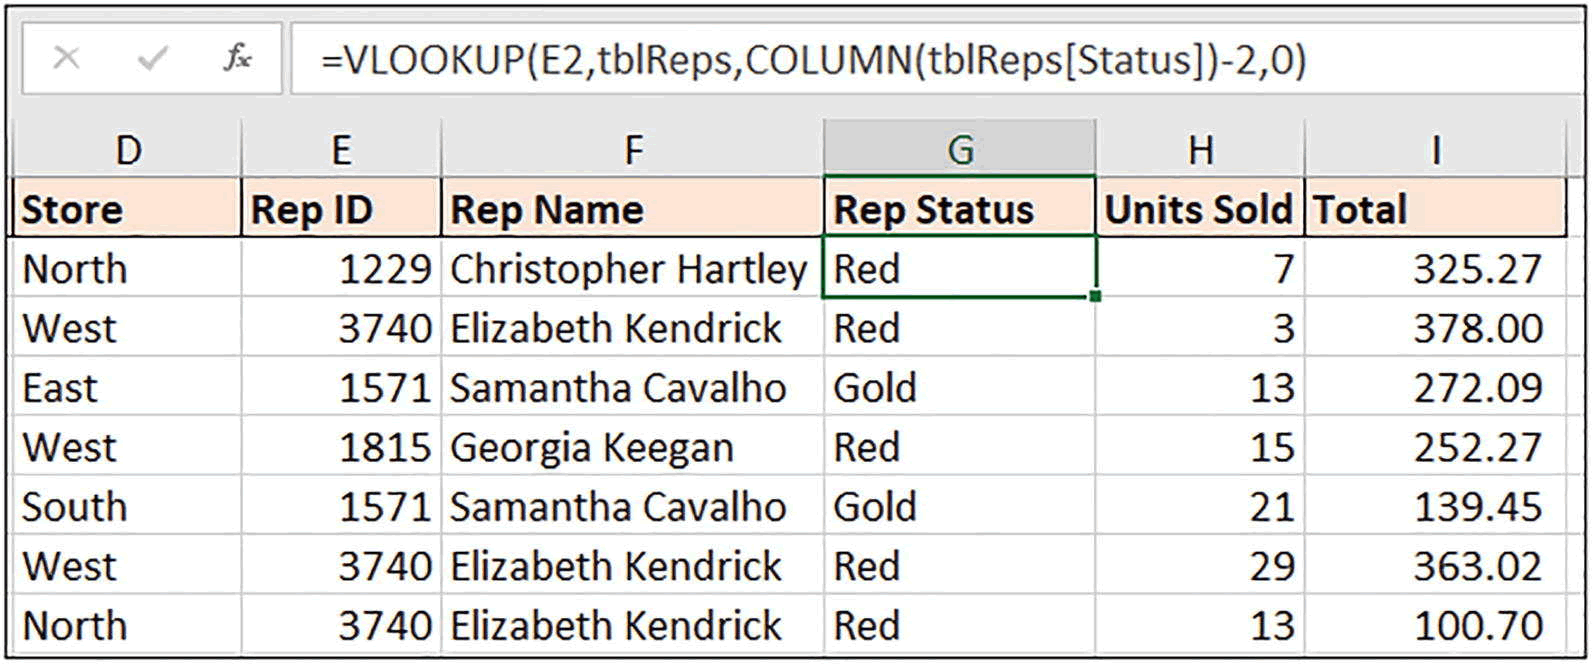 fx =VLOOKUP(E2,tblReps,COLUMN(tblReps[Status])-2,0)
D E F G H I
Store Rep ID Rep Name Rep Status Units Sold Total
North 1229 Christopher Hartley Red 7 325.27
West 3740 Elizabeth Kendrick Red 3 378.00
East 1571 Samantha Cavalho Gold 13 272.09
West 1815 Georgia Keegan Red 15 252.27
South 1571 Samantha Cavalho Gold 21 139.45
West 3740 Elizabeth Kendrick Red 29 363.02
North 3740 Elizabeth Kendrick Red 13 100.70